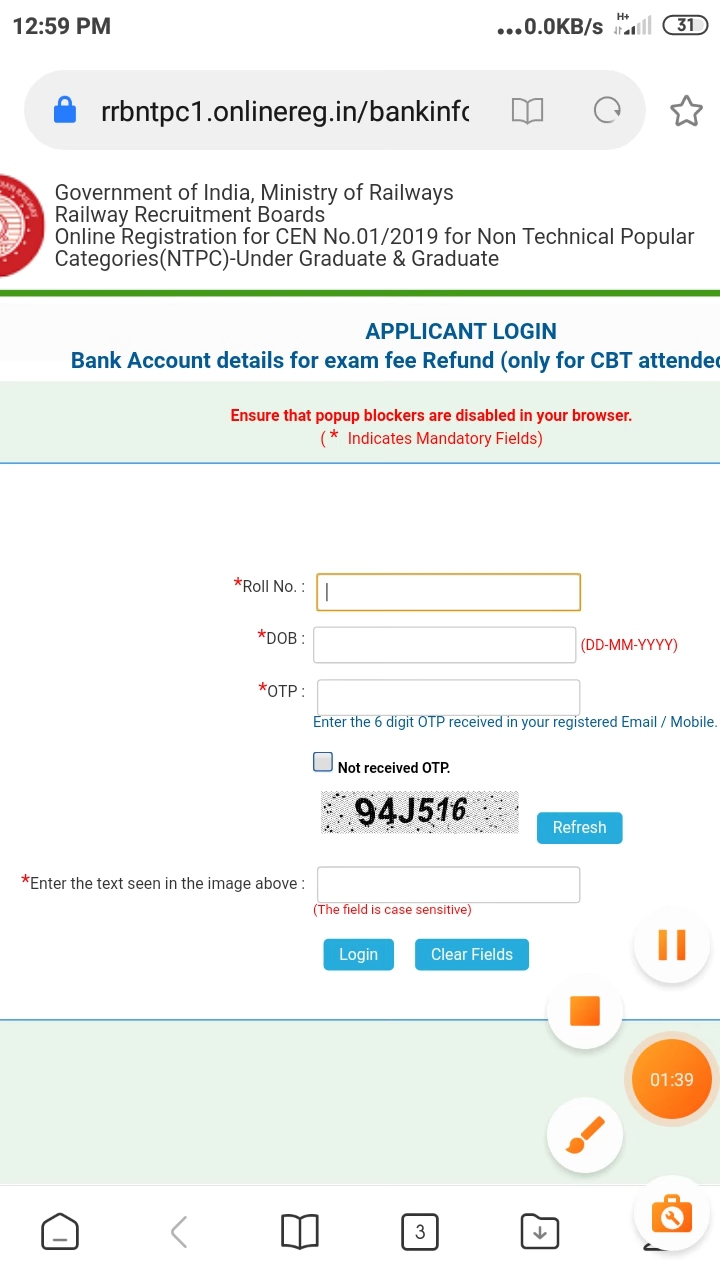 12:59 PM
...0.0KB/s H+ 31
rrbntpc1.onlinereg.in/bankinfo
Government of India, Ministry of Railways
Railway Recruitment Boards
Online Registration for CEN No.01/2019 for Non Technical Popular
Categories(NTPC)-Under Graduate & Graduate
APPLICANT LOGIN
Bank Account details for exam fee Refund (only for CBT attended
Ensure that popup blockers are disabled in your browser.
( * Indicates Mandatory Fields)
*Roll No. :
*DOB :
(DD-MM-YYYY)
*OTP :
Enter the 6 digit OTP received in your registered Email / Mobile.
Not received OTP.
94J516
Refresh
*Enter the text seen in the image above :
(The field is case sensitive)
Login Clear Fields
01:39
3